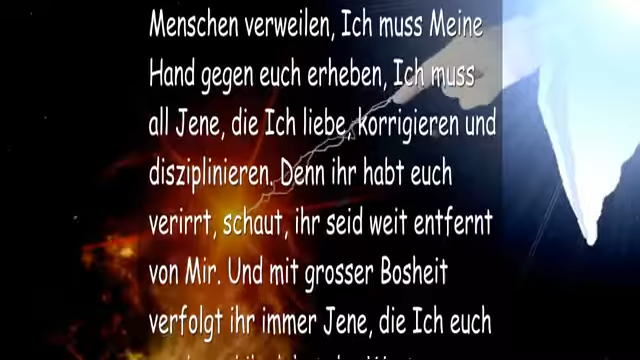 Menschen verweilen, Ich muss Meine
Hand gegen euch erheben, Ich muss
all Jene, die Ich liebe, korrigieren und
disziplinieren. Denn ihr habt euch
verirrt, schaut, ihr seid weit entfernt
von Mir. Und mit grosser Bosheit
verfolgt ihr immer Jene, die Ich euch